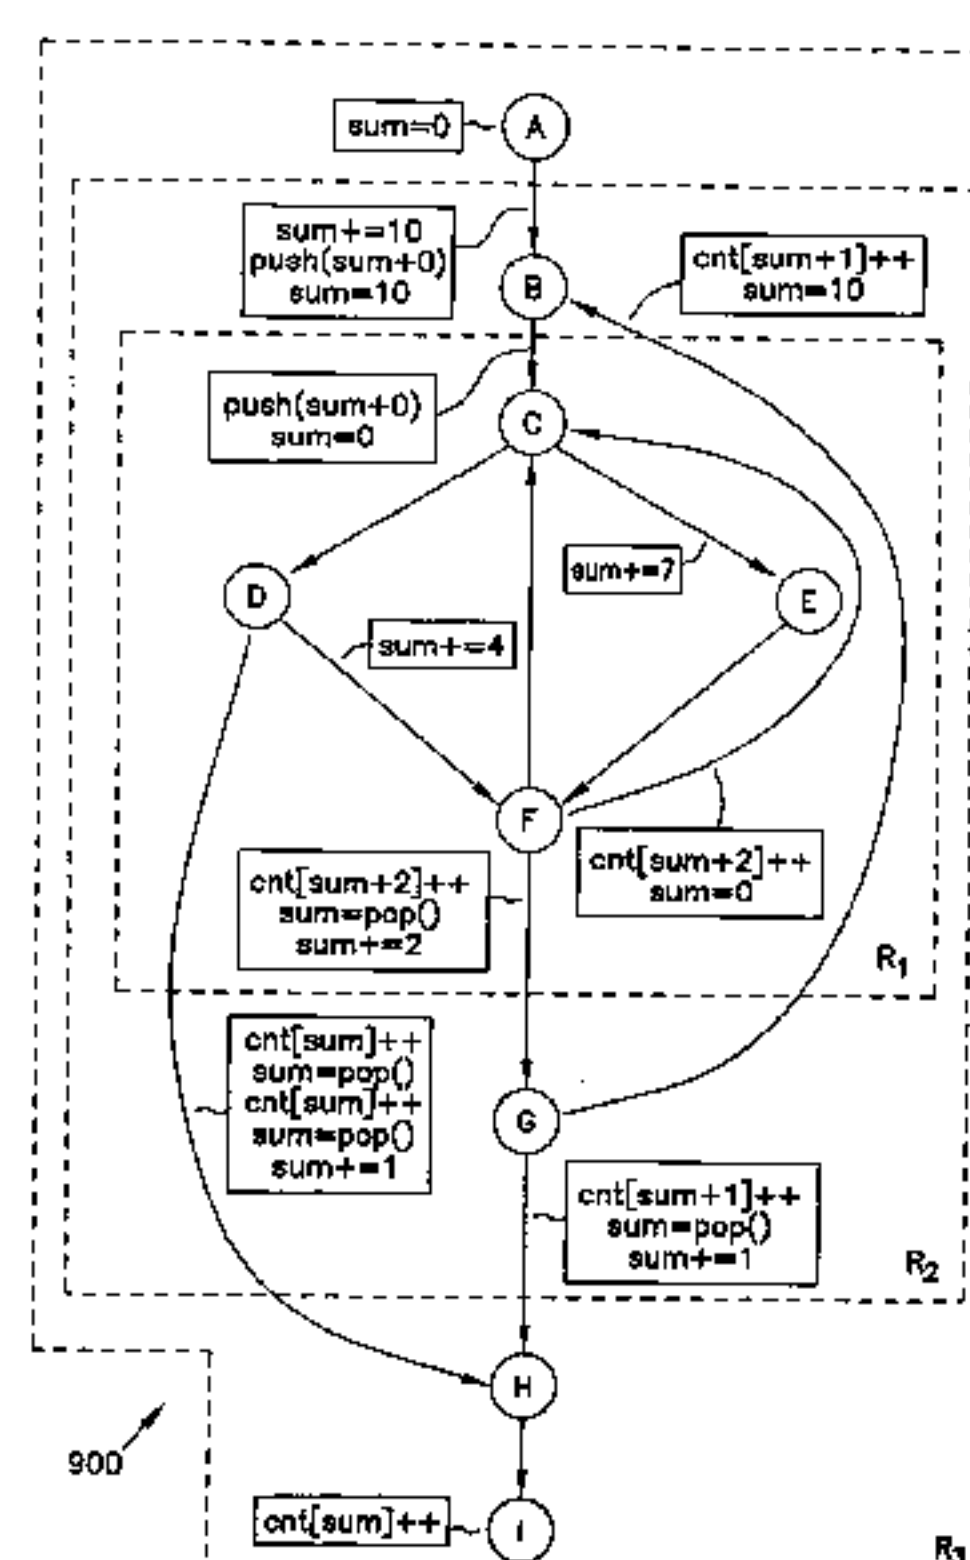 sum=0
A
sum+=10
push(sum+0)
sum=10
B
cnt[sum+1]++
sum=10
push(sum+0)
sum=0
C
sum+=7
D
E
sum+=4
F
cnt[sum+2]++
sum=pop()
sum+=2
cnt[sum+2]++
sum=0
R1
cnt[sum]++
sum=pop()
cnt[sum]++
sum=pop()
sum+=1
G
cnt[sum+1]++
sum=pop()
sum+=1
R2
H
900
cnt[sum]++
I